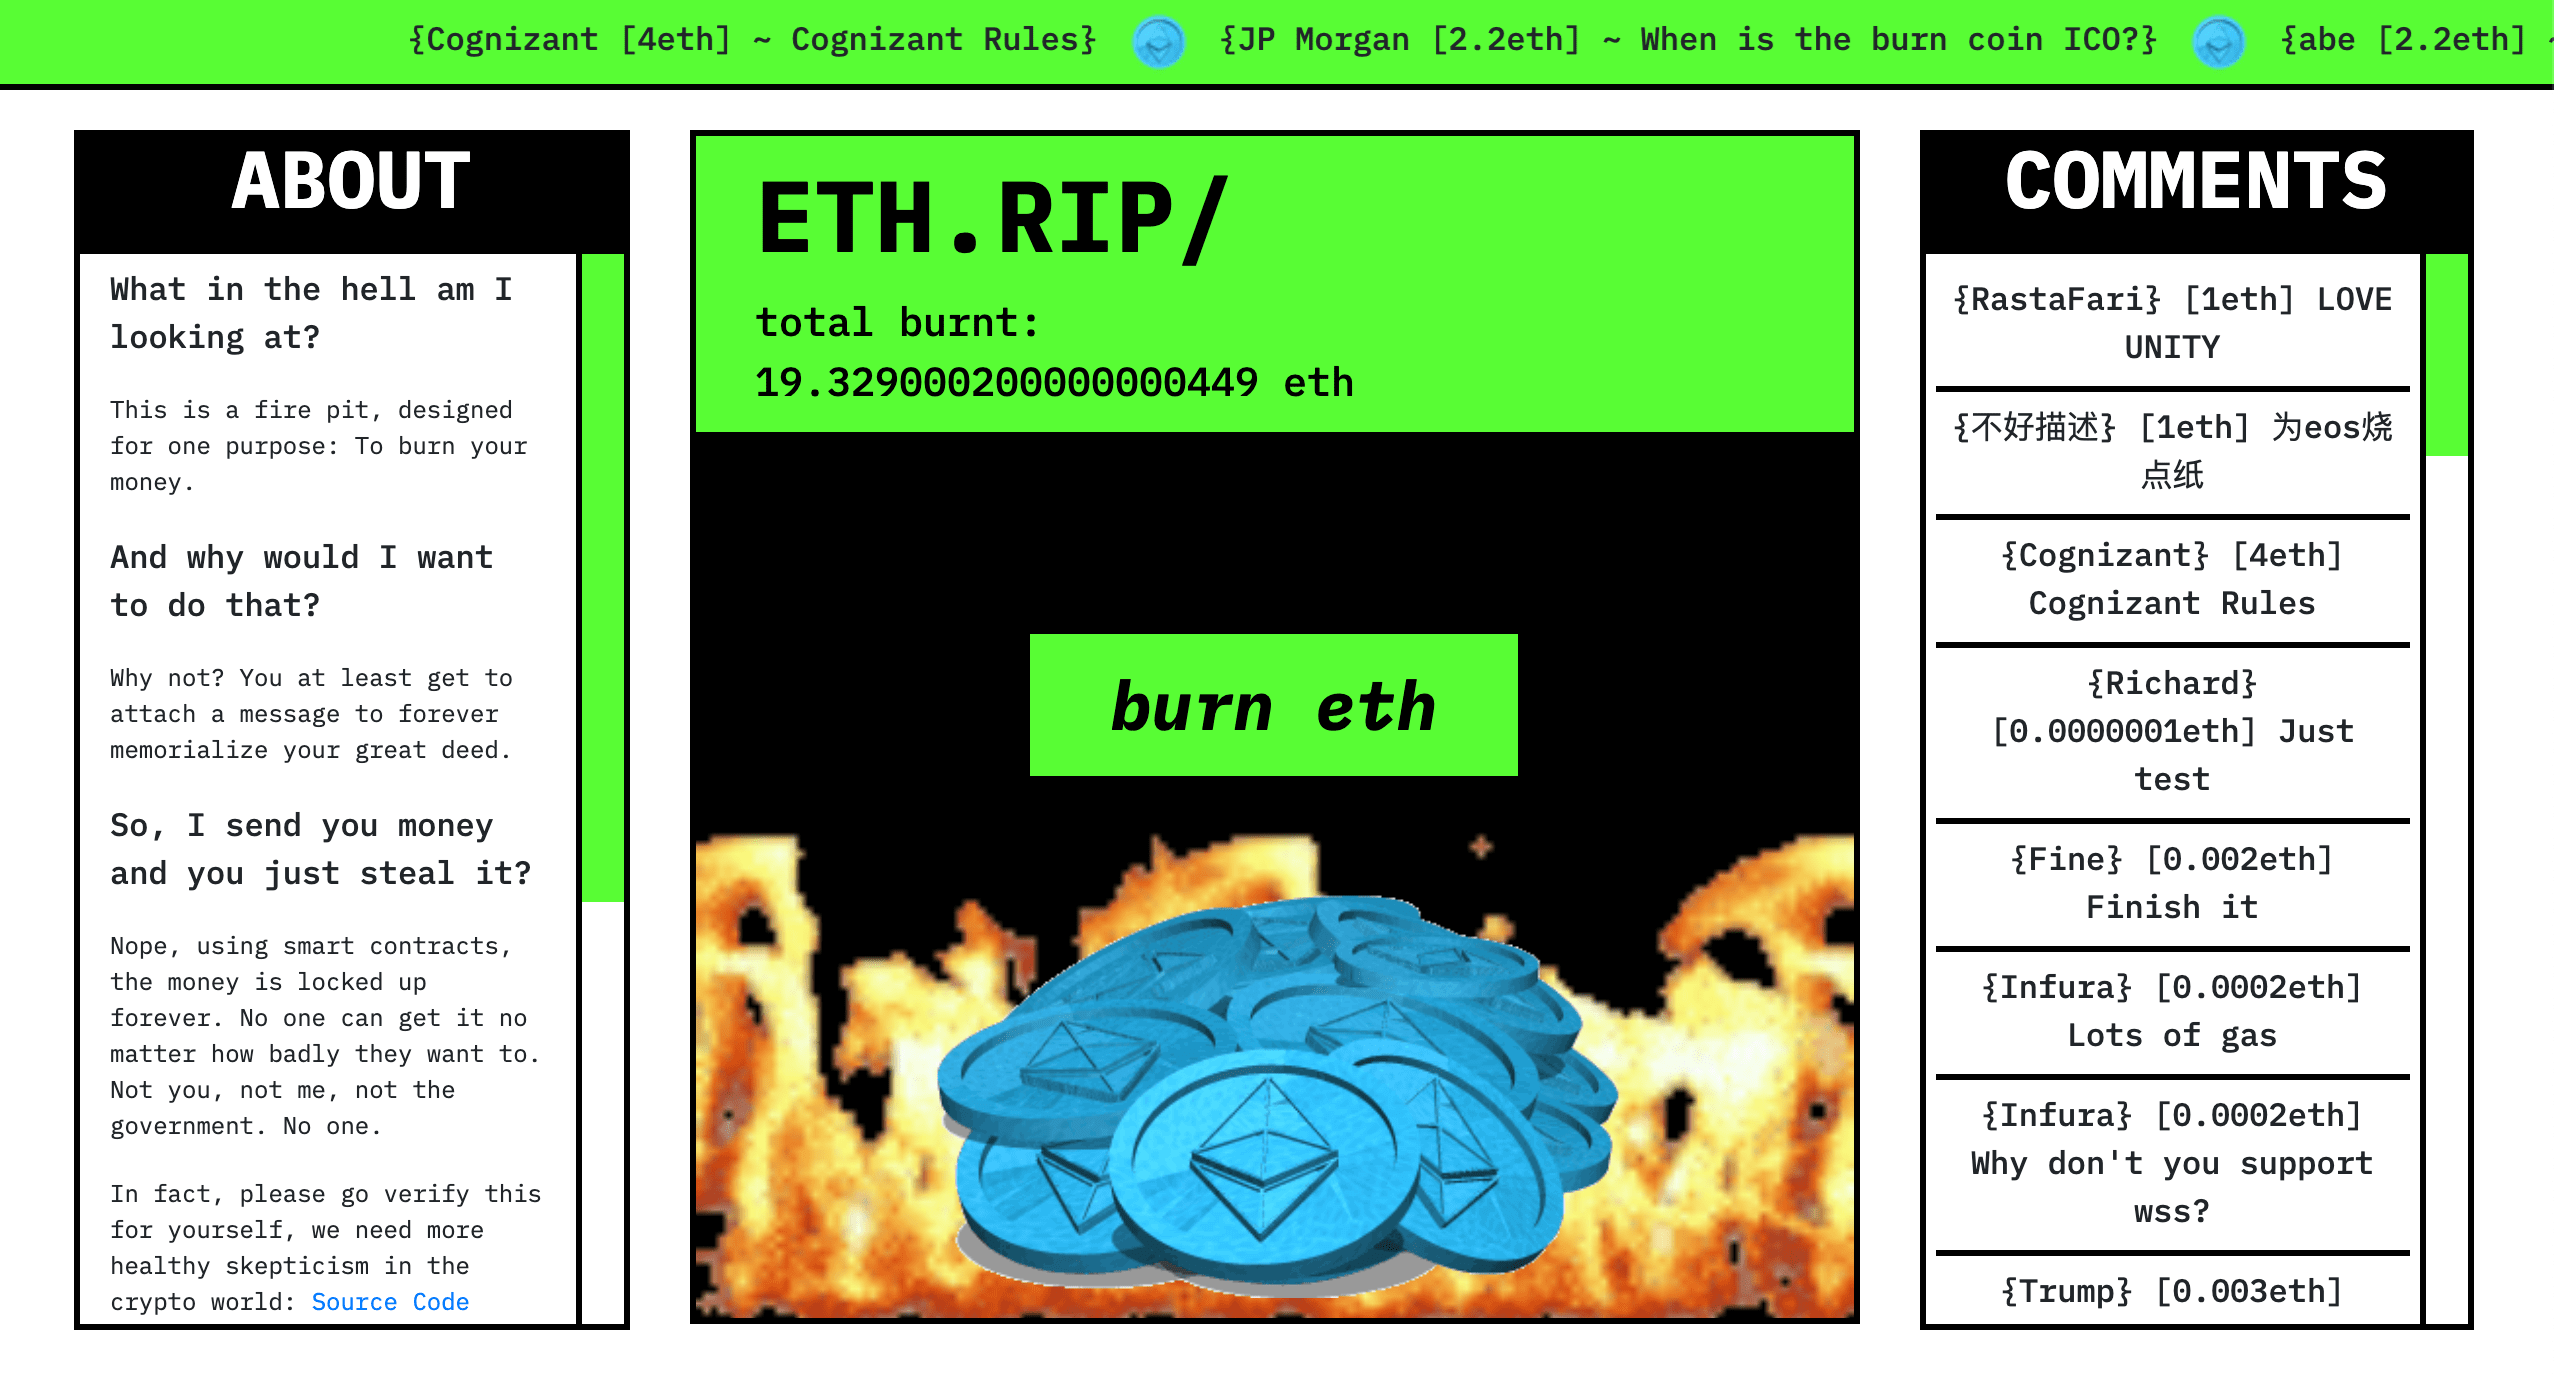 {Cognizant [4eth] ~ Cognizant Rules} {JP Morgan [2.2eth] ~ When is the burn coin ICO?} {abe [2.2eth] ~
ABOUT
What in the hell am I
looking at?
This is a fire pit, designed
for one purpose: To burn your
money.
And why would I want
to do that?
Why not? You at least get to
attach a message to forever
memorialize your great deed.
So, I send you money
and you just steal it?
Nope, using smart contracts,
the money is locked up
forever. No one can get it no
matter how badly they want to.
Not you, not me, not the
government. No one.
In fact, please go verify this
for yourself, we need more
healthy skepticism in the
crypto world: Source Code
ETH.RIP/
total burnt:
19.329000200000000449 eth
burn eth
COMMENTS
{RastaFari} [1eth] LOVE
UNITY
{不好描述} [1eth] 为eos烧
点纸
{Cognizant} [4eth]
Cognizant Rules
{Richard}
[0.0000001eth] Just
test
{Fine} [0.002eth]
Finish it
{Infura} [0.0002eth]
Lots of gas
{Infura} [0.0002eth]
Why don't you support
wss?
{Trump} [0.003eth]